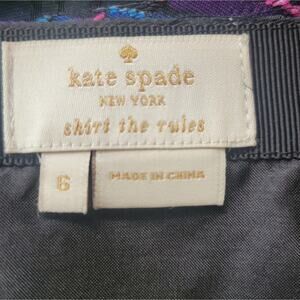 kate spade
NEW YORK
skirt the rules
6
MADE IN CHINA